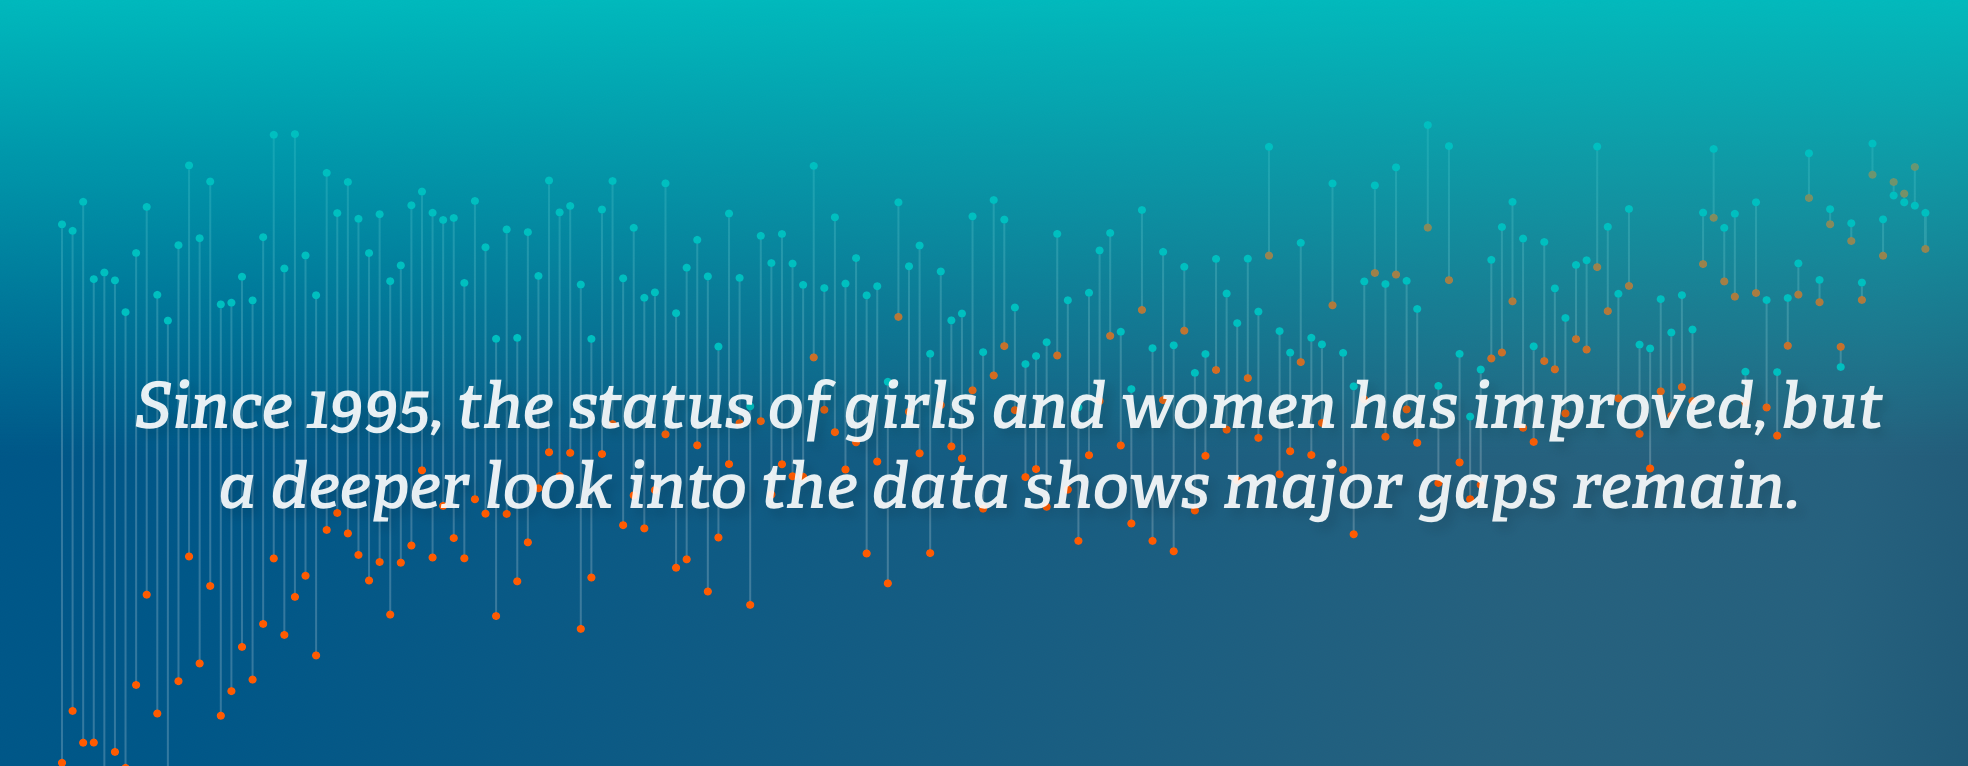 Since 1995, the status of girls and women has improved, but
a deeper look into the data shows major gaps remain.